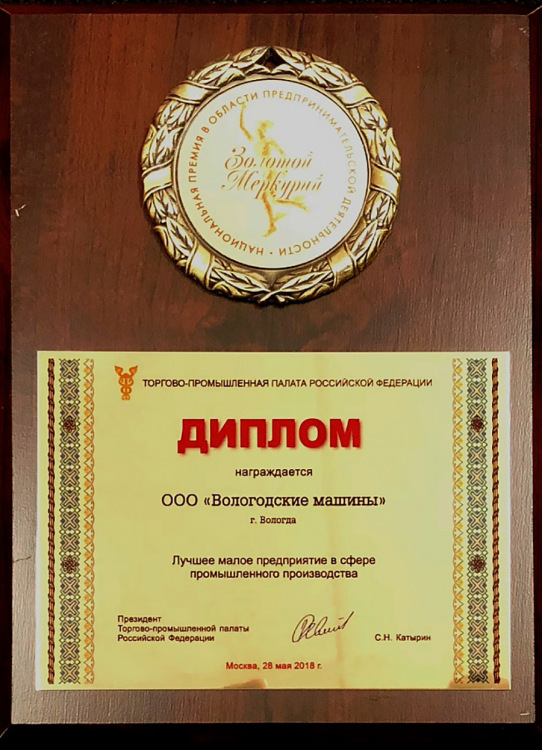 НАЦИОНАЛЬНАЯ ПРЕМИЯ В ОБЛАСТИ ПРЕДПРИНИМАТЕЛЬСКОЙ ДЕЯТЕЛЬНОСТИ •
Золотой
Меркурий
ТОРГОВО-ПРОМЫШЛЕННАЯ ПАЛАТА РОССИЙСКОЙ ФЕДЕРАЦИИ
ДИПЛОМ
награждается
ООО «Вологодские машины»
г. Вологда
Лучшее малое предприятие в сфере
промышленного производства
Президент
Торгово-промышленной палаты
Российской Федерации
С.Н. Катырин
Москва, 28 мая 2018 г.